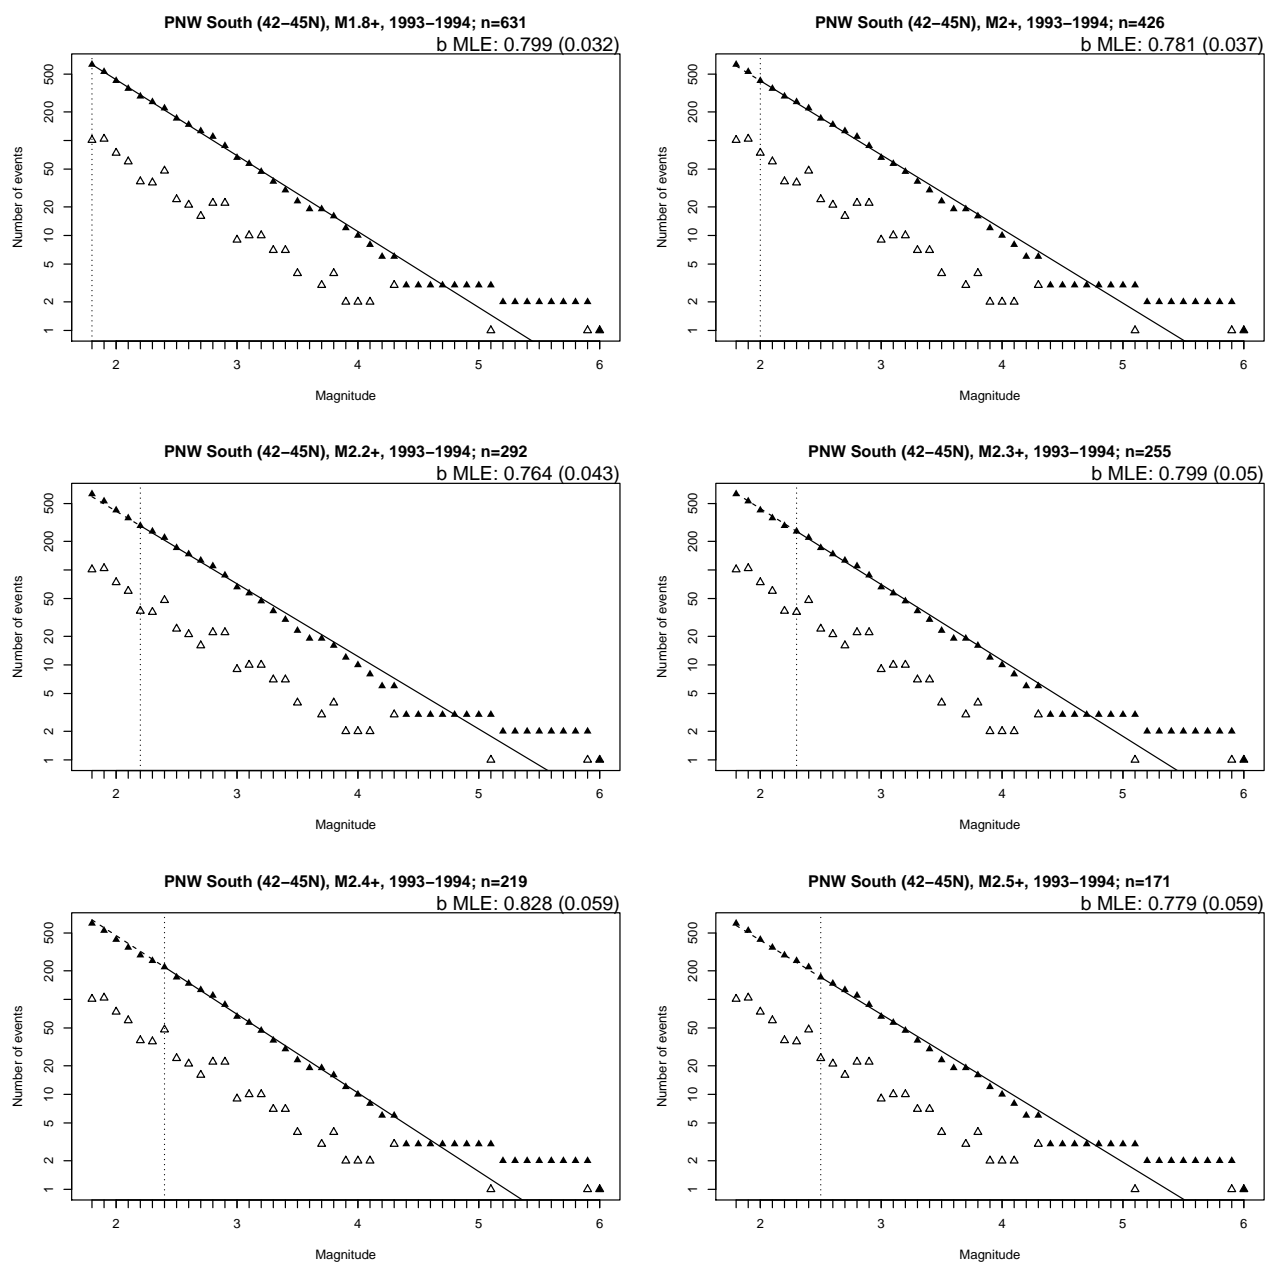 PNW South (42−45N), M1.8+, 1993−1994; n=631
b MLE: 0.799 (0.032)
Number of events
500
200
50
20
10
5
2
1
2 3 4 5 6
Magnitude
PNW South (42−45N), M2+, 1993−1994; n=426
b MLE: 0.781 (0.037)
Number of events
500
200
50
20
10
5
2
1
2 3 4 5 6
Magnitude
PNW South (42−45N), M2.2+, 1993−1994; n=292
b MLE: 0.764 (0.043)
Number of events
500
200
50
20
10
5
2
1
2 3 4 5 6
Magnitude
PNW South (42−45N), M2.3+, 1993−1994; n=255
b MLE: 0.799 (0.05)
Number of events
500
200
50
20
10
5
2
1
2 3 4 5 6
Magnitude
PNW South (42−45N), M2.4+, 1993−1994; n=219
b MLE: 0.828 (0.059)
Number of events
500
200
50
20
10
5
2
1
2 3 4 5 6
Magnitude
PNW South (42−45N), M2.5+, 1993−1994; n=171
b MLE: 0.779 (0.059)
Number of events
500
200
50
20
10
5
2
1
2 3 4 5 6
Magnitude